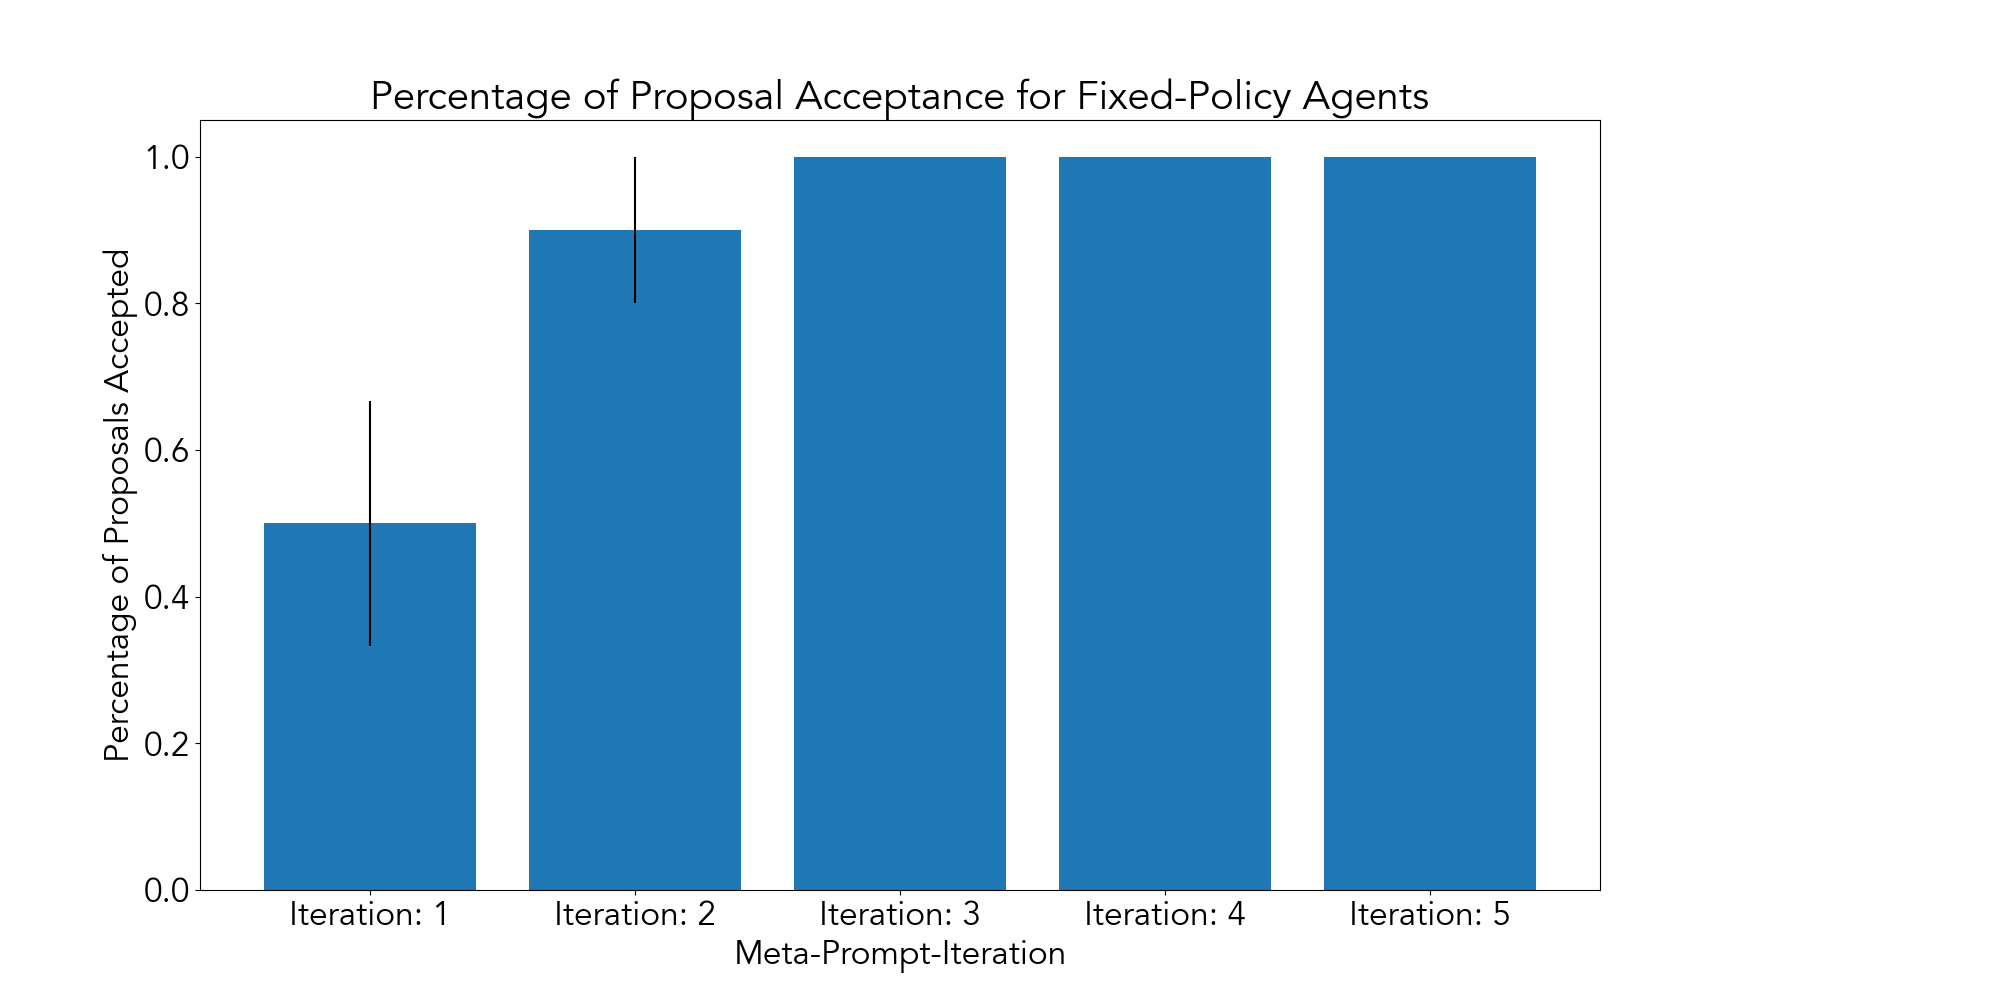 Percentage of Proposal Acceptance for Fixed-Policy Agents
Percentage of Proposals Accepted
1.0
0.8
0.6
0.4
0.2
0.0
Iteration: 1 Iteration: 2 Iteration: 3 Iteration: 4 Iteration: 5
Meta-Prompt-Iteration